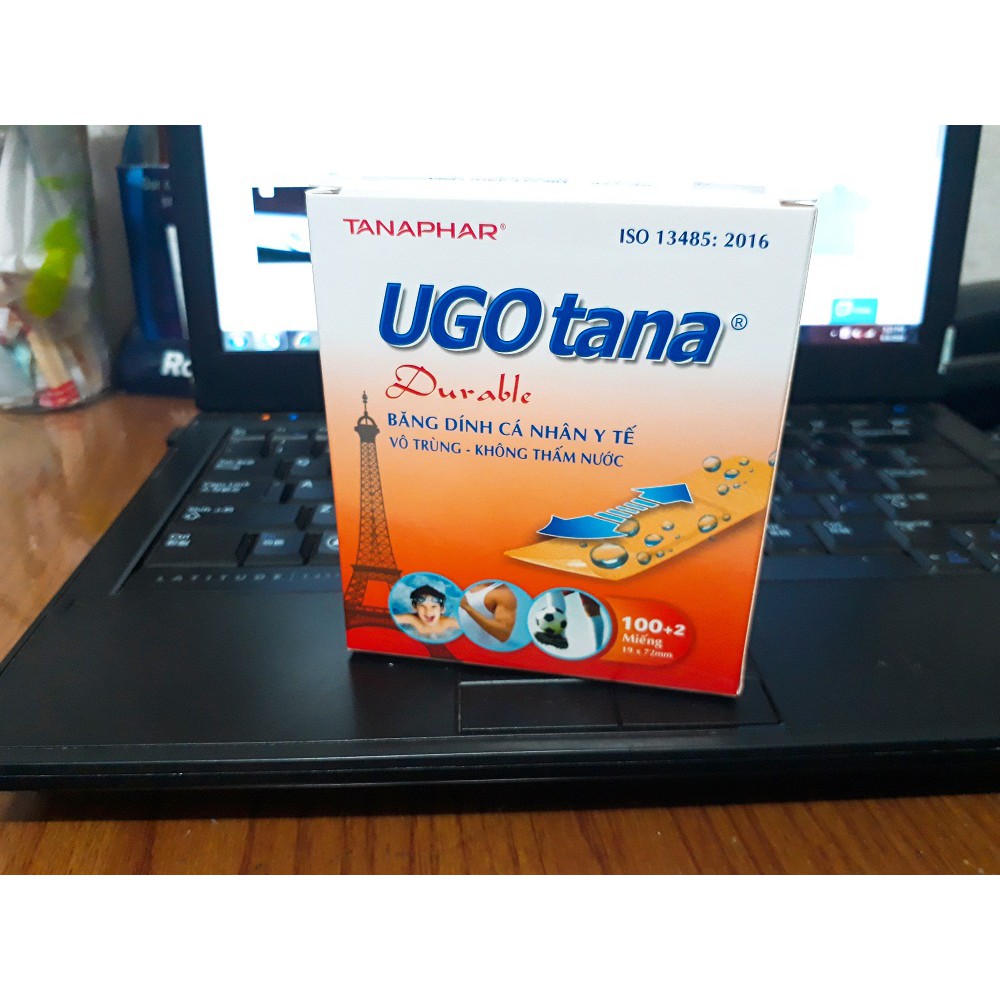 TANAPHAR®
ISO 13485: 2016
UGOtana®
Durable
BĂNG DÍNH CÁ NHÂN Y TẾ
VÔ TRÙNG - KHÔNG THẤM NƯỚC
100+2
Miếng
19 x 72mm
LATITUDE